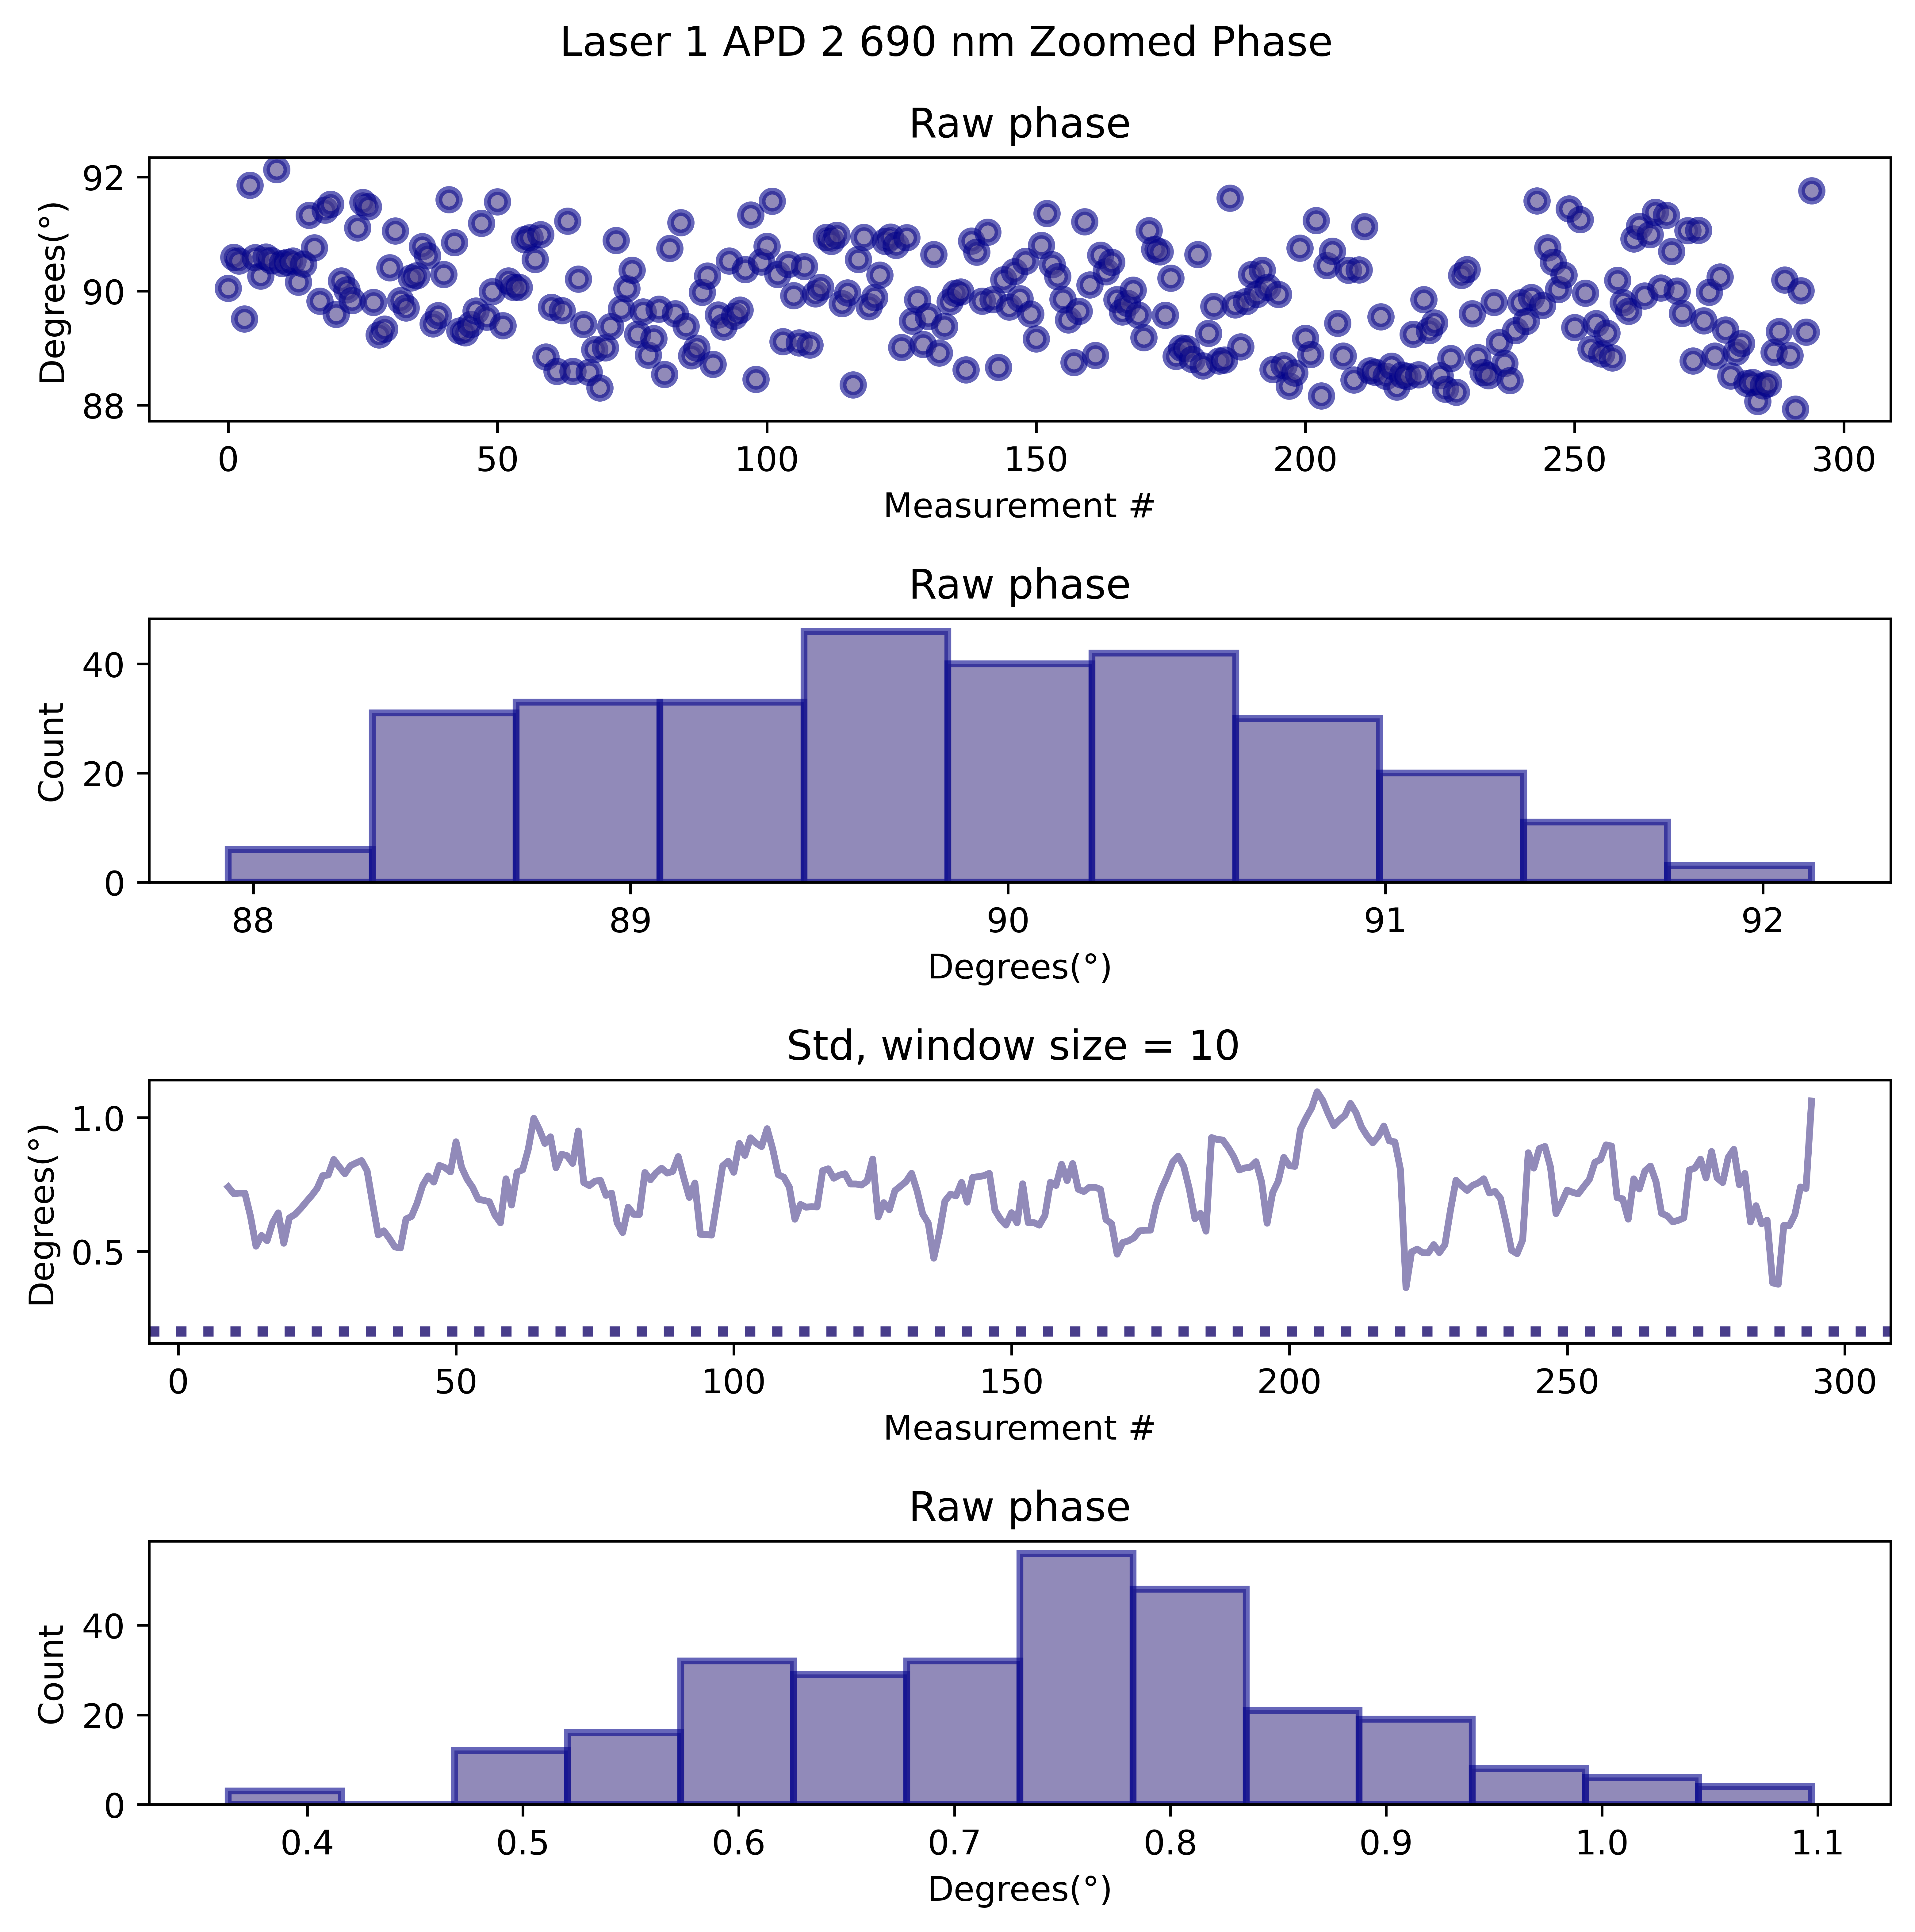 Laser 1 APD 2 690 nm Zoomed Phase
Raw phase
92
90
88
Degrees(°)
0 50 100 150 200 250 300
Measurement #
Raw phase
40
20
0
Count
88 89 90 91 92
Degrees(°)
Std, window size = 10
1.0
0.5
Degrees(°)
0 50 100 150 200 250 300
Measurement #
Raw phase
40
20
0
Count
0.4 0.5 0.6 0.7 0.8 0.9 1.0 1.1
Degrees(°)